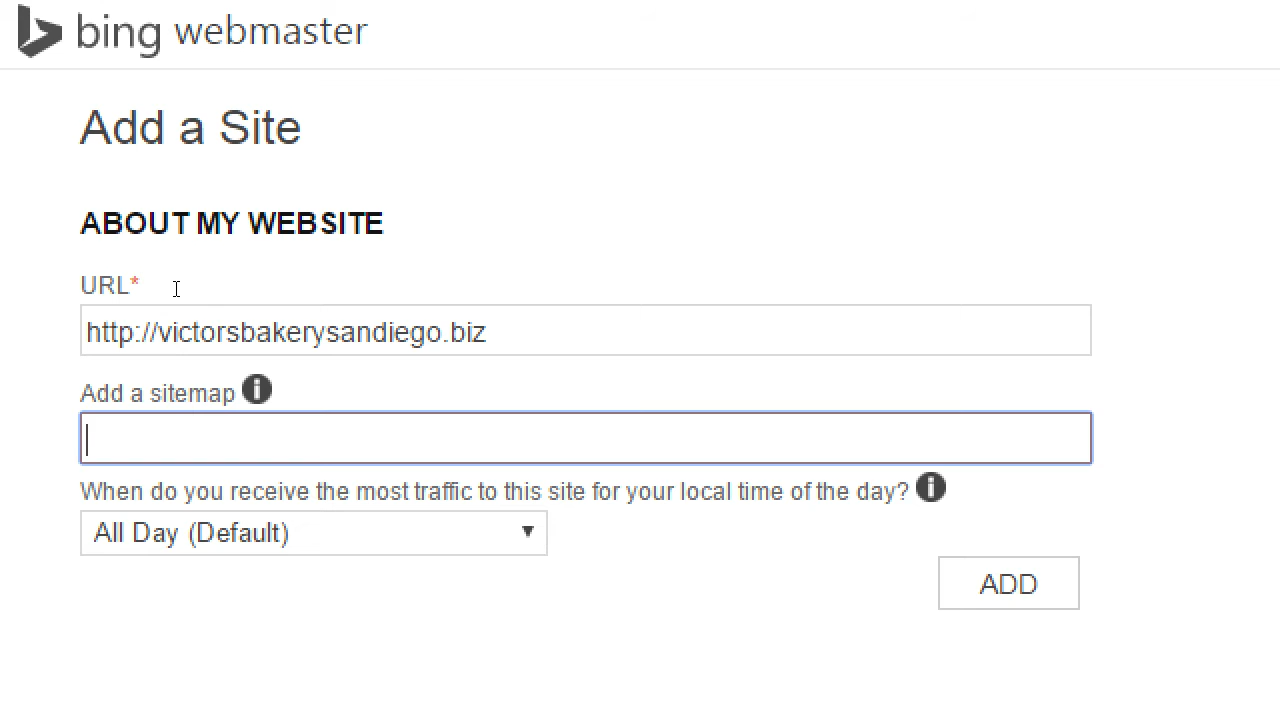 bing webmaster
Add a Site
ABOUT MY WEBSITE
URL*
http://victorsbakerysandiego.biz
Add a sitemap
When do you receive the most traffic to this site for your local time of the day?
All Day (Default)
ADD